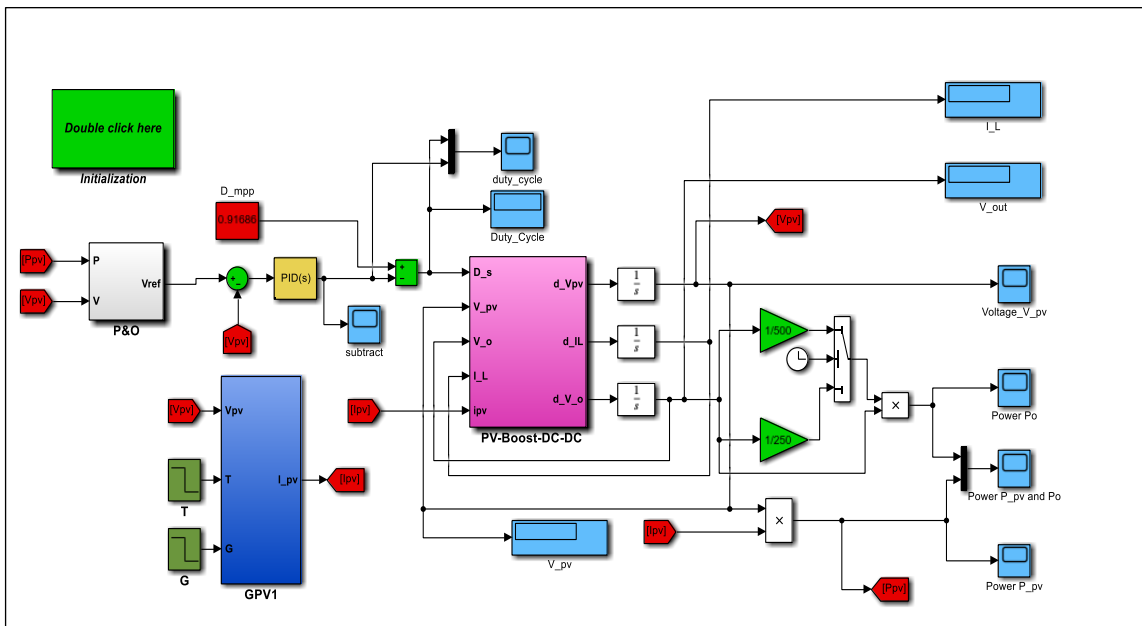 Double click here
Initialization
I_L
V_out
duty_cycle
D_mpp
0.91686
Duty_Cycle
[Vpv]
[Ppv]
[Vpv]
P
V
Vref
P&O
+
−
PID(s)
[Vpv]
subtract
+
−
D_s
V_pv
V_o
I_L
ipv
d_Vpv
d_IL
d_V_o
PV-Boost-DC-DC
1
s
1
s
1
s
Voltage_V_pv
1/500
1/250
×
Power Po
Power P_pv and Po
[Vpv]
T
G
Vpv
T
G
I_pv
GPV1
[Ipv]
[Ipv]
V_pv
[Ipv]
×
Power P_pv
[Ppv]